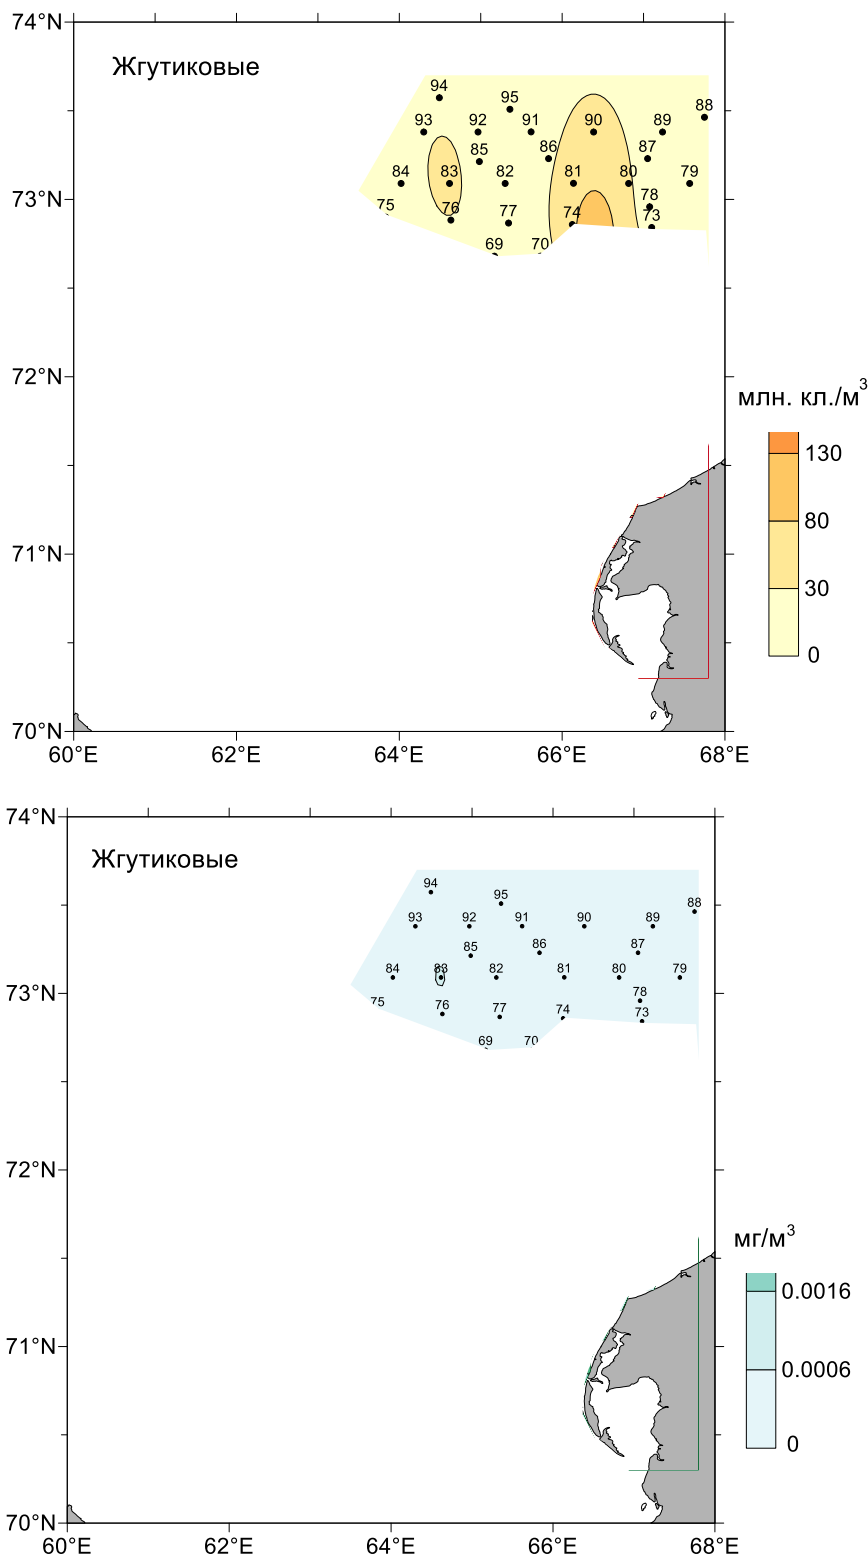 74°N
Жгутиковые
94
95
88
93
92
91
90
89
85
86
87
84
83
82
81
80
79
78
75
76
77
74
73
69
70
73°N
72°N
млн. кл./м³
130
80
30
0
71°N
70°N
60°E
62°E
64°E
66°E
68°E
74°N
Жгутиковые
94
95
88
93
92
91
90
89
85
86
87
84
83
82
81
80
79
78
75
76
77
74
73
69
70
73°N
72°N
мг/м³
0.0016
0.0006
0
71°N
70°N
60°E
62°E
64°E
66°E
68°E